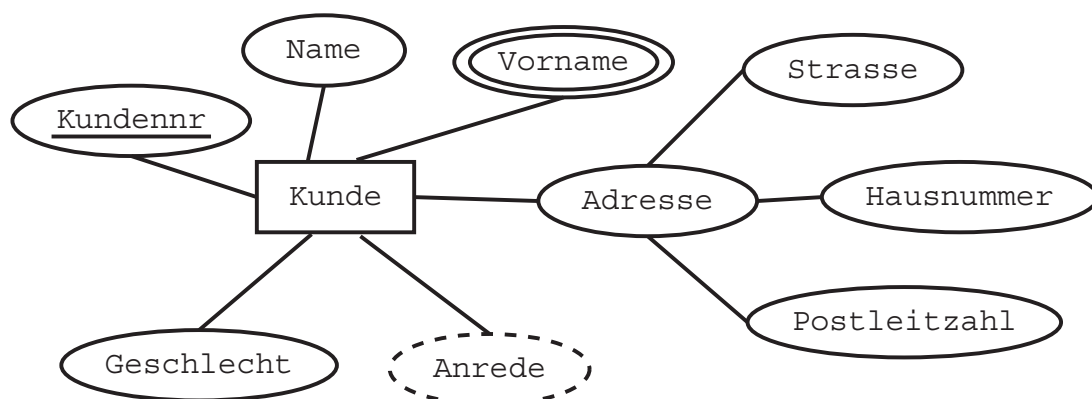 Name
Vorname
Strasse
Kundennr
Kunde
Adresse
Hausnummer
Postleitzahl
Geschlecht
Anrede